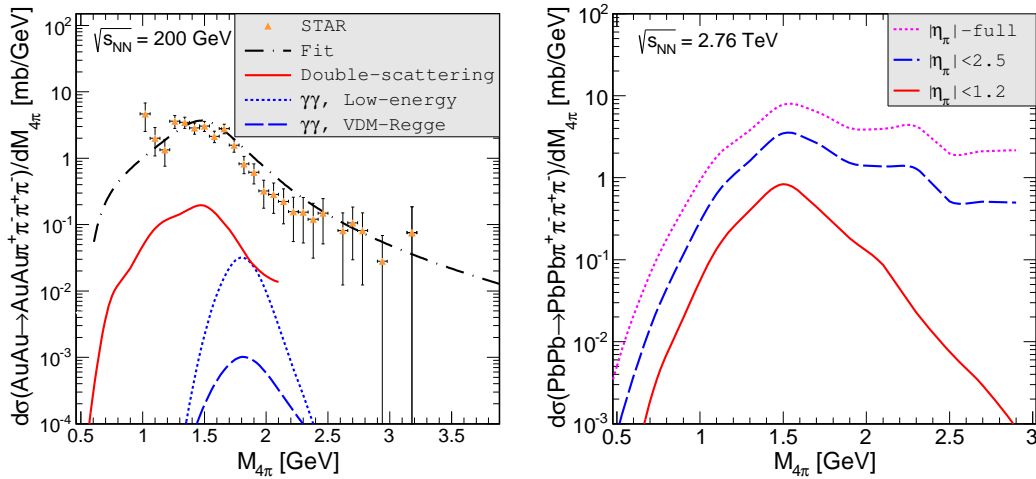 √s_NN = 200 GeV
STAR
Fit
Double-scattering
γγ, Low-energy
γγ, VDM-Regge
dσ(AuAu→AuAuπ⁺π⁻π⁺π⁻)/dM_4π [mb/GeV]
10²
10
1
10⁻¹
10⁻²
10⁻³
10⁻⁴
0.5 1 1.5 2 2.5 3 3.5
M_4π [GeV]
√s_NN = 2.76 TeV
|η_π|-full
|η_π|<2.5
|η_π|<1.2
dσ(PbPb→PbPbπ⁺π⁻π⁺π⁻)/dM_4π [mb/GeV]
10²
10
1
10⁻¹
10⁻²
10⁻³
0.5 1 1.5 2 2.5 3
M_4π [GeV]